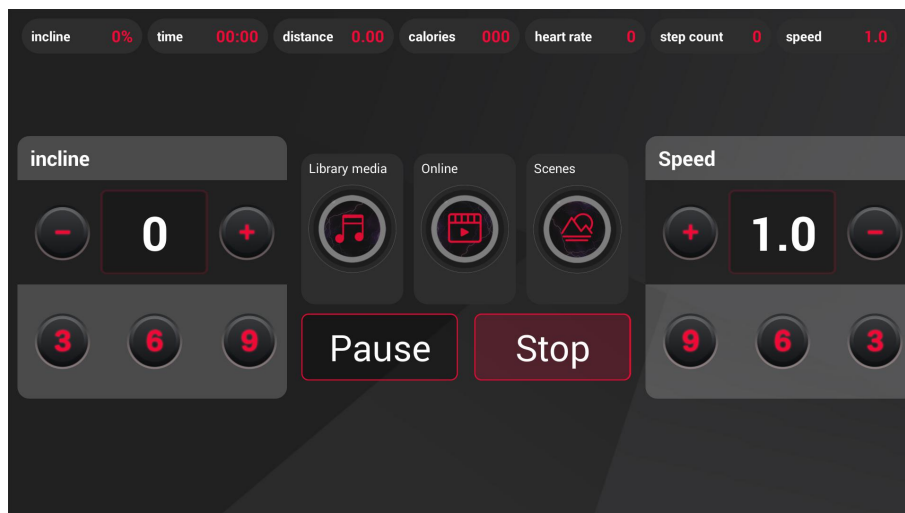 incline 0% time 00:00 distance 0.00 calories 000 heart rate 0 step count 0 speed 1.0
incline
- 0 +
3 6 9
Library media Online Scenes
Pause Stop
Speed
+ 1.0 -
9 6 3